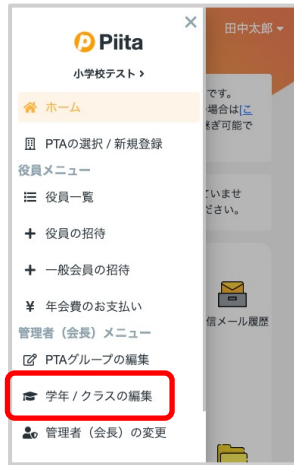 Piita
×
田中太郎
小学校テスト ›
ホーム
PTAの選択 / 新規登録
役員メニュー
役員一覧
役員の招待
一般会員の招待
年会費のお支払い
管理者（会長）メニュー
PTAグループの編集
学年 / クラスの編集
管理者（会長）の変更
です。
場合は[こ
ぎ可能で
ていませ
ださい。
信メール履歴